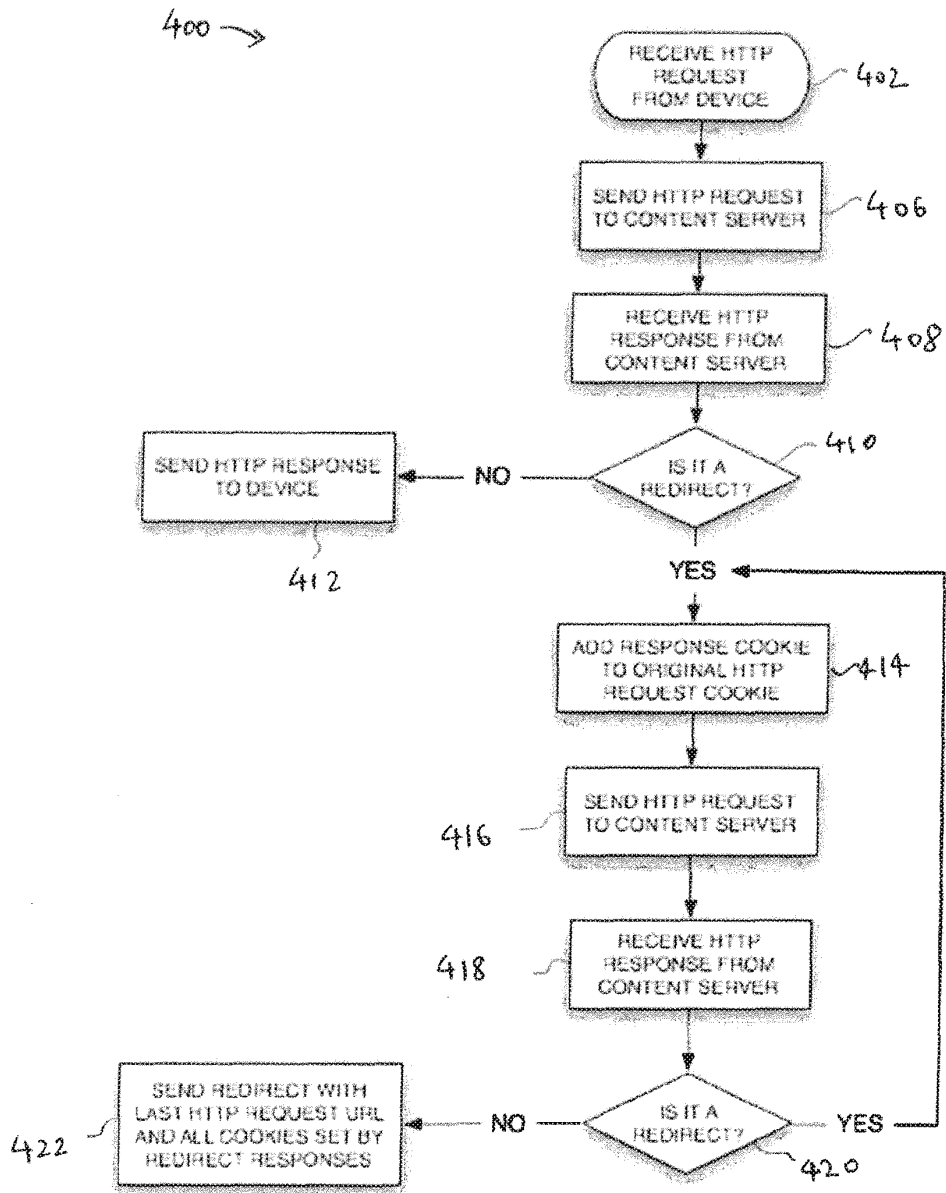 400
RECEIVE HTTP
REQUEST
FROM DEVICE
402
SEND HTTP REQUEST
TO CONTENT SERVER
406
RECEIVE HTTP
RESPONSE FROM
CONTENT SERVER
408
IS IT A
REDIRECT?
410
NO
SEND HTTP RESPONSE
TO DEVICE
412
YES
ADD RESPONSE COOKIE
TO ORIGINAL HTTP
REQUEST COOKIE
414
SEND HTTP REQUEST
TO CONTENT SERVER
416
RECEIVE HTTP
RESPONSE FROM
CONTENT SERVER
418
IS IT A
REDIRECT?
420
YES
NO
SEND REDIRECT WITH
LAST HTTP REQUEST URL
AND ALL COOKIES SET BY
REDIRECT RESPONSES
422